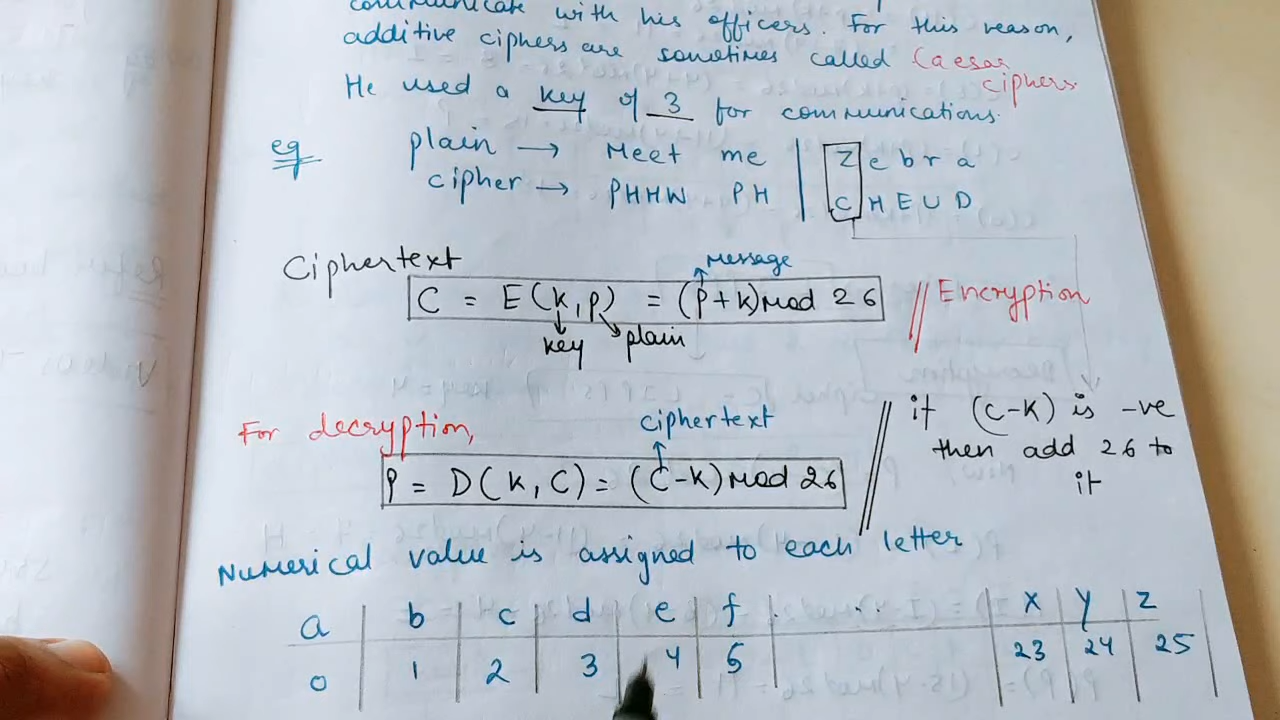 communicate with his officers. For this reason,
additive ciphers are sometimes called Caesar
ciphers.
He used a key of 3 for communications.
eg plain → Meet me | Zebra
cipher → PHHW PH | CHEUD
Ciphertext
message
C = E(k,p) = (p+k)mod 26 // Encryption
key plain
For decryption,
ciphertext
p = D(K,C) = (C-K)mod 26
if (C-K) is -ve
then add 26 to
it
Numerical value is assigned to each letter
a b c d e f . . . . x y z
0 1 2 3 4 5 23 24 25